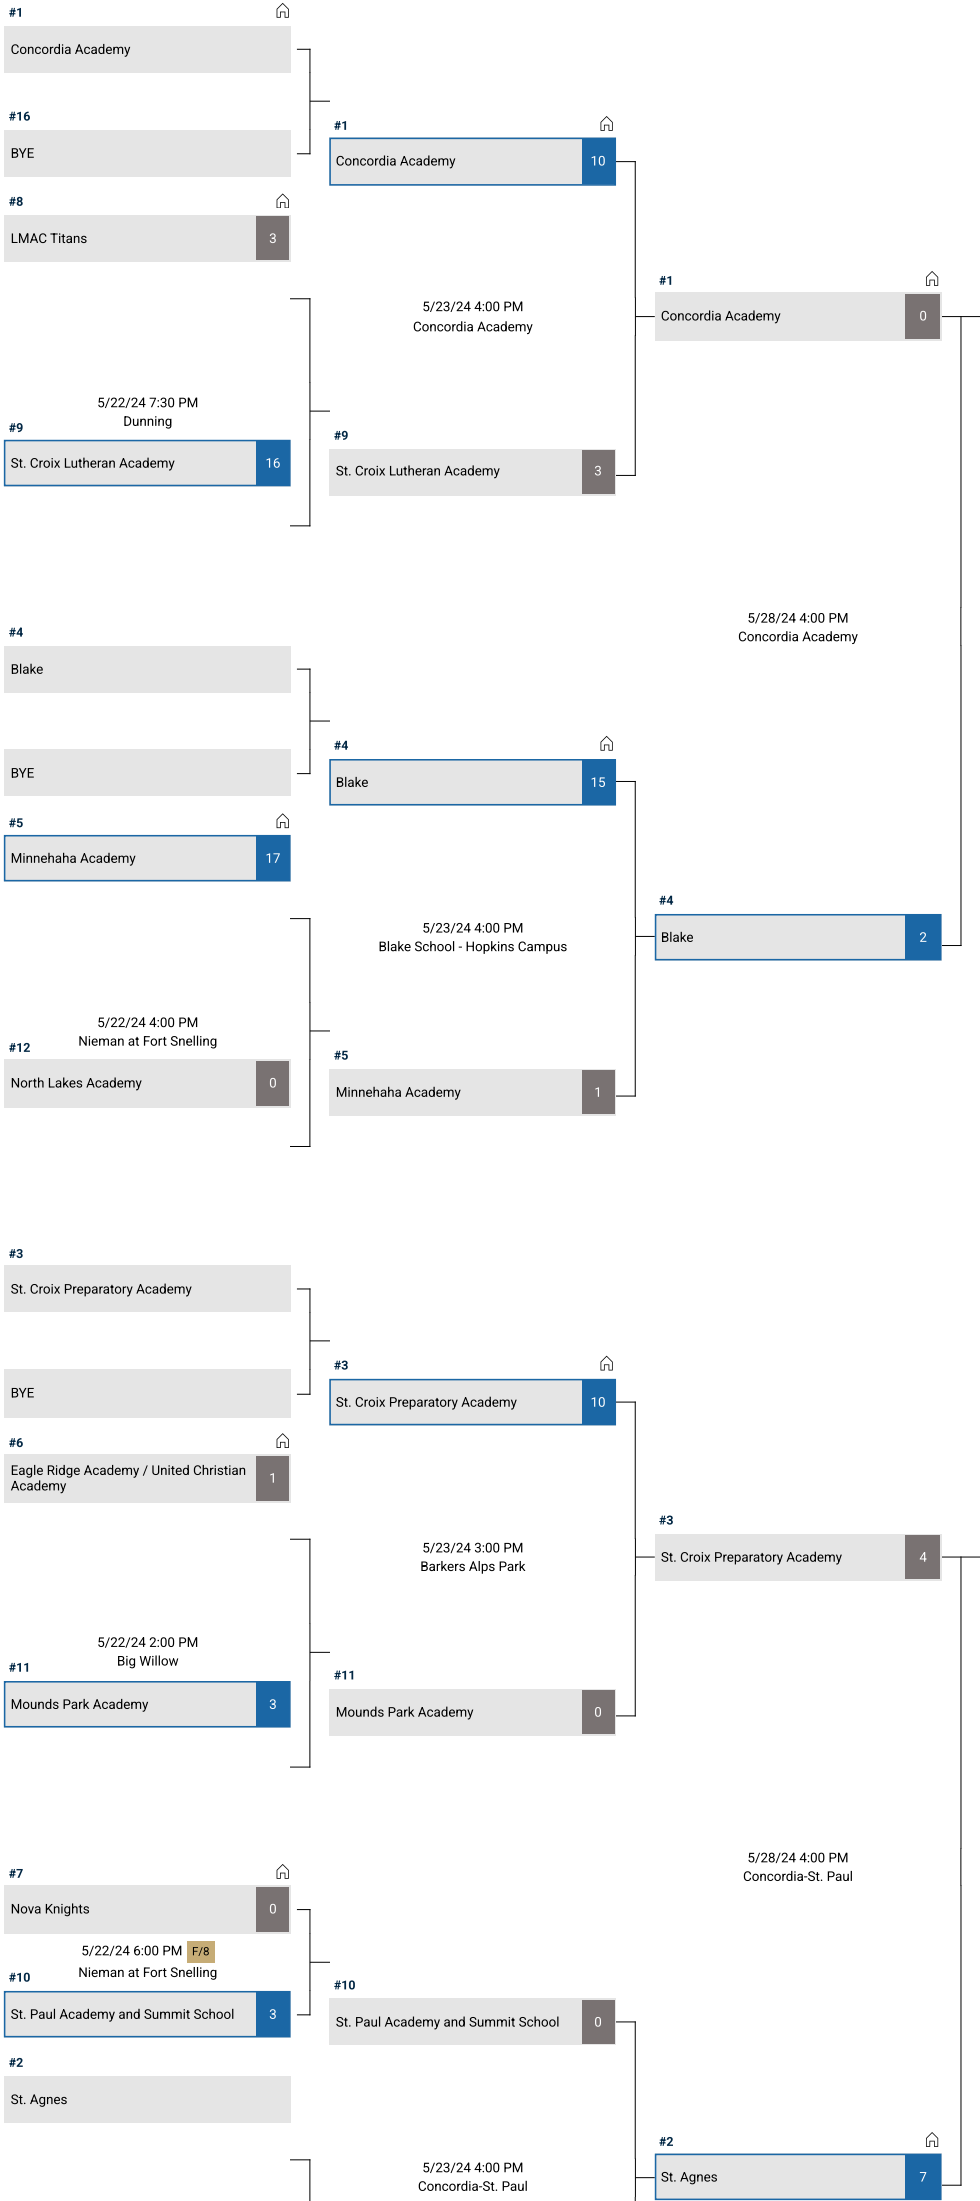 #1
Concordia Academy
#16
BYE
#8
LMAC Titans
3
5/22/24 7:30 PM
Dunning
#9
St. Croix Lutheran Academy
16
#4
Blake
BYE
#5
Minnehaha Academy
17
5/22/24 4:00 PM
Nieman at Fort Snelling
#12
North Lakes Academy
0
#3
St. Croix Preparatory Academy
BYE
#6
Eagle Ridge Academy / United Christian
Academy
1
5/22/24 2:00 PM
Big Willow
#11
Mounds Park Academy
3
#7
Nova Knights
0
5/22/24 6:00 PM F/8
Nieman at Fort Snelling
#10
St. Paul Academy and Summit School
3
#2
St. Agnes
#1
Concordia Academy
10
5/23/24 4:00 PM
Concordia Academy
#9
St. Croix Lutheran Academy
3
#4
Blake
15
5/23/24 4:00 PM
Blake School - Hopkins Campus
#5
Minnehaha Academy
1
#3
St. Croix Preparatory Academy
10
5/23/24 3:00 PM
Barkers Alps Park
#11
Mounds Park Academy
0
#10
St. Paul Academy and Summit School
0
5/23/24 4:00 PM
Concordia-St. Paul
#1
Concordia Academy
0
5/28/24 4:00 PM
Concordia Academy
#4
Blake
2
#3
St. Croix Preparatory Academy
4
5/28/24 4:00 PM
Concordia-St. Paul
#2
St. Agnes
7